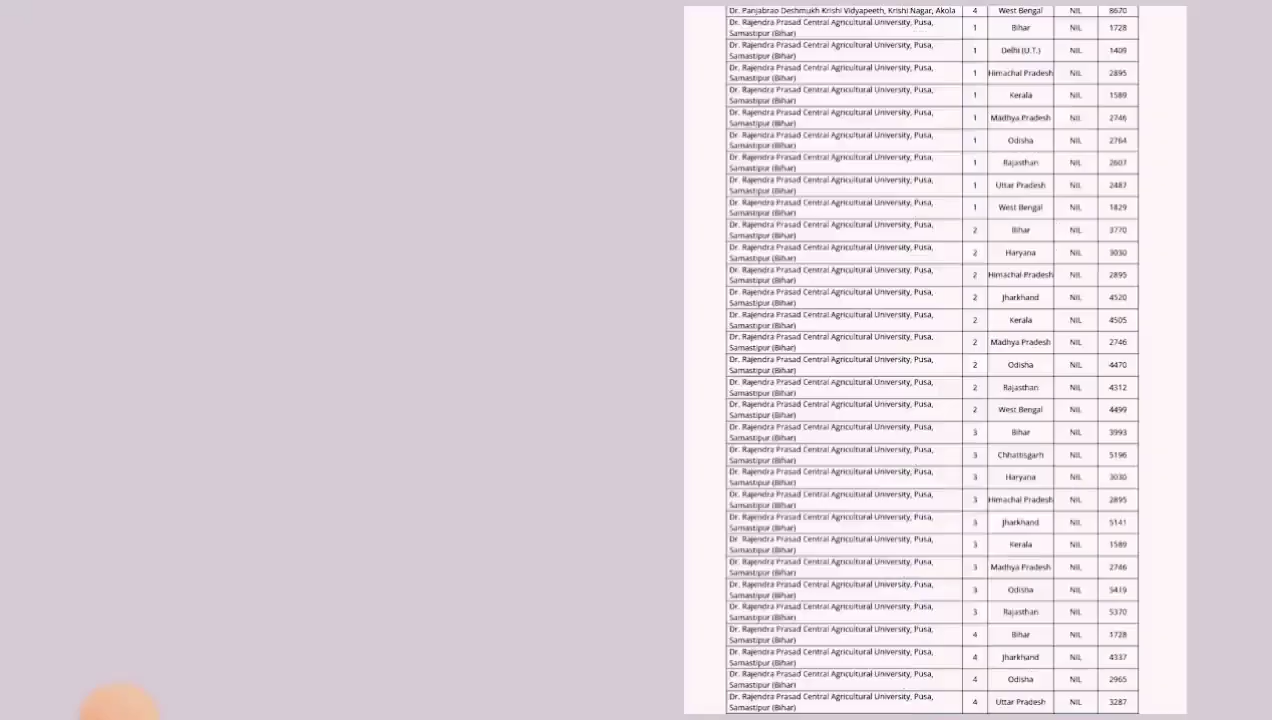 Dr. Panjabrao Deshmukh Krishi Vidyapeeth, Krishi Nagar, Akola 4 West Bengal NIL 8670
Dr. Rajendra Prasad Central Agricultural University, Pusa,
Samastipur (Bihar) 1 Bihar NIL 1728
Dr. Rajendra Prasad Central Agricultural University, Pusa,
Samastipur (Bihar) 1 Delhi (U.T.) NIL 1409
Dr. Rajendra Prasad Central Agricultural University, Pusa,
Samastipur (Bihar) 1 Himachal Pradesh NIL 2895
Dr. Rajendra Prasad Central Agricultural University, Pusa,
Samastipur (Bihar) 1 Kerala NIL 1589
Dr. Rajendra Prasad Central Agricultural University, Pusa,
Samastipur (Bihar) 1 Madhya Pradesh NIL 2746
Dr. Rajendra Prasad Central Agricultural University, Pusa,
Samastipur (Bihar) 1 Odisha NIL 2764
Dr. Rajendra Prasad Central Agricultural University, Pusa,
Samastipur (Bihar) 1 Rajasthan NIL 2607
Dr. Rajendra Prasad Central Agricultural University, Pusa,
Samastipur (Bihar) 1 Uttar Pradesh NIL 2487
Dr. Rajendra Prasad Central Agricultural University, Pusa,
Samastipur (Bihar) 1 West Bengal NIL 1829
Dr. Rajendra Prasad Central Agricultural University, Pusa,
Samastipur (Bihar) 2 Bihar NIL 3770
Dr. Rajendra Prasad Central Agricultural University, Pusa,
Samastipur (Bihar) 2 Haryana NIL 3030
Dr. Rajendra Prasad Central Agricultural University, Pusa,
Samastipur (Bihar) 2 Himachal Pradesh NIL 2895
Dr. Rajendra Prasad Central Agricultural University, Pusa,
Samastipur (Bihar) 2 Jharkhand NIL 4520
Dr. Rajendra Prasad Central Agricultural University, Pusa,
Samastipur (Bihar) 2 Kerala NIL 4505
Dr. Rajendra Prasad Central Agricultural University, Pusa,
Samastipur (Bihar) 2 Madhya Pradesh NIL 2746
Dr. Rajendra Prasad Central Agricultural University, Pusa,
Samastipur (Bihar) 2 Odisha NIL 4470
Dr. Rajendra Prasad Central Agricultural University, Pusa,
Samastipur (Bihar) 2 Rajasthan NIL 4312
Dr. Rajendra Prasad Central Agricultural University, Pusa,
Samastipur (Bihar) 2 West Bengal NIL 4499
Dr. Rajendra Prasad Central Agricultural University, Pusa,
Samastipur (Bihar) 3 Bihar NIL 3993
Dr. Rajendra Prasad Central Agricultural University, Pusa,
Samastipur (Bihar) 3 Chhattisgarh NIL 5196
Dr. Rajendra Prasad Central Agricultural University, Pusa,
Samastipur (Bihar) 3 Haryana NIL 3030
Dr. Rajendra Prasad Central Agricultural University, Pusa,
Samastipur (Bihar) 3 Himachal Pradesh NIL 2895
Dr. Rajendra Prasad Central Agricultural University, Pusa,
Samastipur (Bihar) 3 Jharkhand NIL 5141
Dr. Rajendra Prasad Central Agricultural University, Pusa,
Samastipur (Bihar) 3 Kerala NIL 1589
Dr. Rajendra Prasad Central Agricultural University, Pusa,
Samastipur (Bihar) 3 Madhya Pradesh NIL 2746
Dr. Rajendra Prasad Central Agricultural University, Pusa,
Samastipur (Bihar) 3 Odisha NIL 5419
Dr. Rajendra Prasad Central Agricultural University, Pusa,
Samastipur (Bihar) 3 Rajasthan NIL 5370
Dr. Rajendra Prasad Central Agricultural University, Pusa,
Samastipur (Bihar) 4 Bihar NIL 1728
Dr. Rajendra Prasad Central Agricultural University, Pusa,
Samastipur (Bihar) 4 Jharkhand NIL 4337
Dr. Rajendra Prasad Central Agricultural University, Pusa,
Samastipur (Bihar) 4 Odisha NIL 2965
Dr. Rajendra Prasad Central Agricultural University, Pusa,
Samastipur (Bihar) 4 Uttar Pradesh NIL 3287